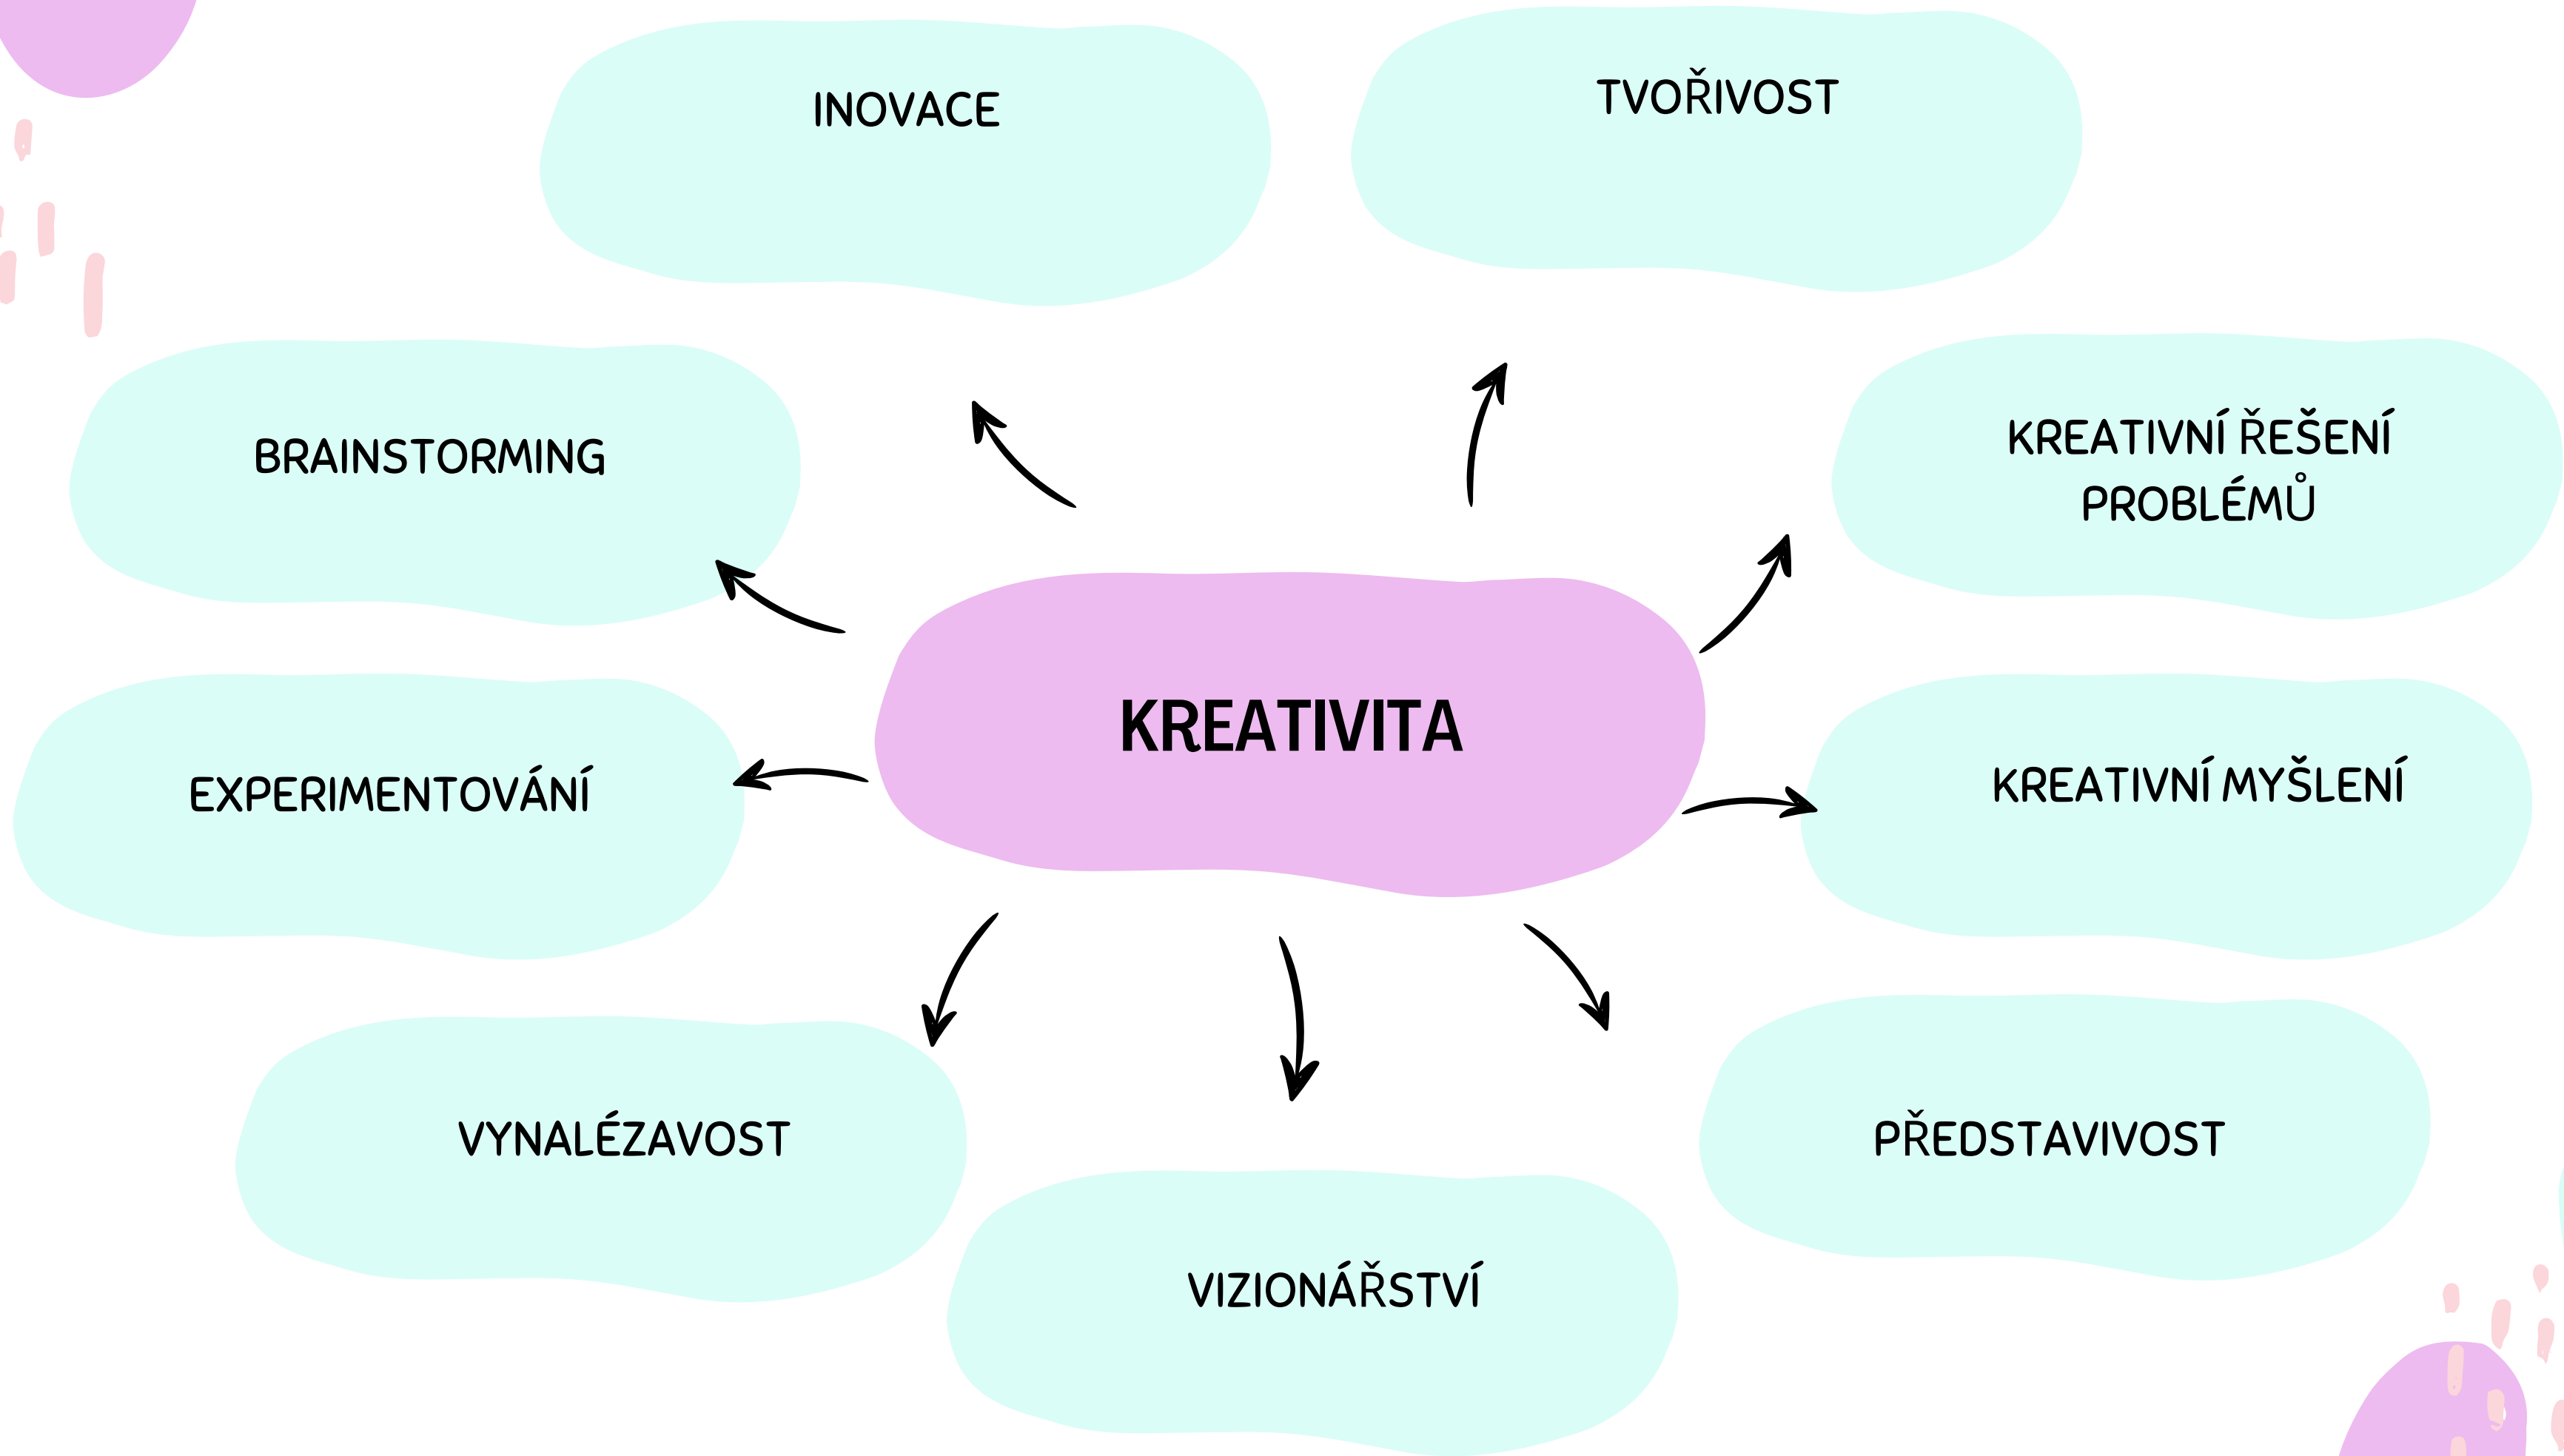 INOVACE
TVOŘIVOST
BRAINSTORMING
KREATIVNÍ ŘEŠENÍ
PROBLÉMŮ
KREATIVITA
EXPERIMENTOVÁNÍ
KREATIVNÍ MYŠLENÍ
VYNALÉZAVOST
PŘEDSTAVIVOST
VIZIONÁŘSTVÍ